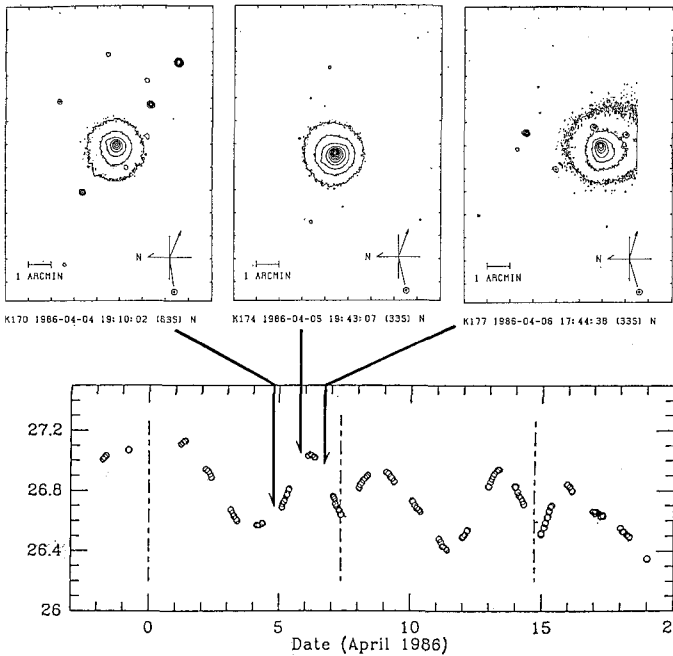 N
1 ARCMIN
N
1 ARCMIN
N
1 ARCMIN
K170 1986-04-04 19:10:02 (835) N
K174 1986-04-05 19:43:07 (335) N
K177 1986-04-06 17:44:38 (335) N
27.2
26.8
26.4
26
0 5 10 15 2
Date (April 1986)